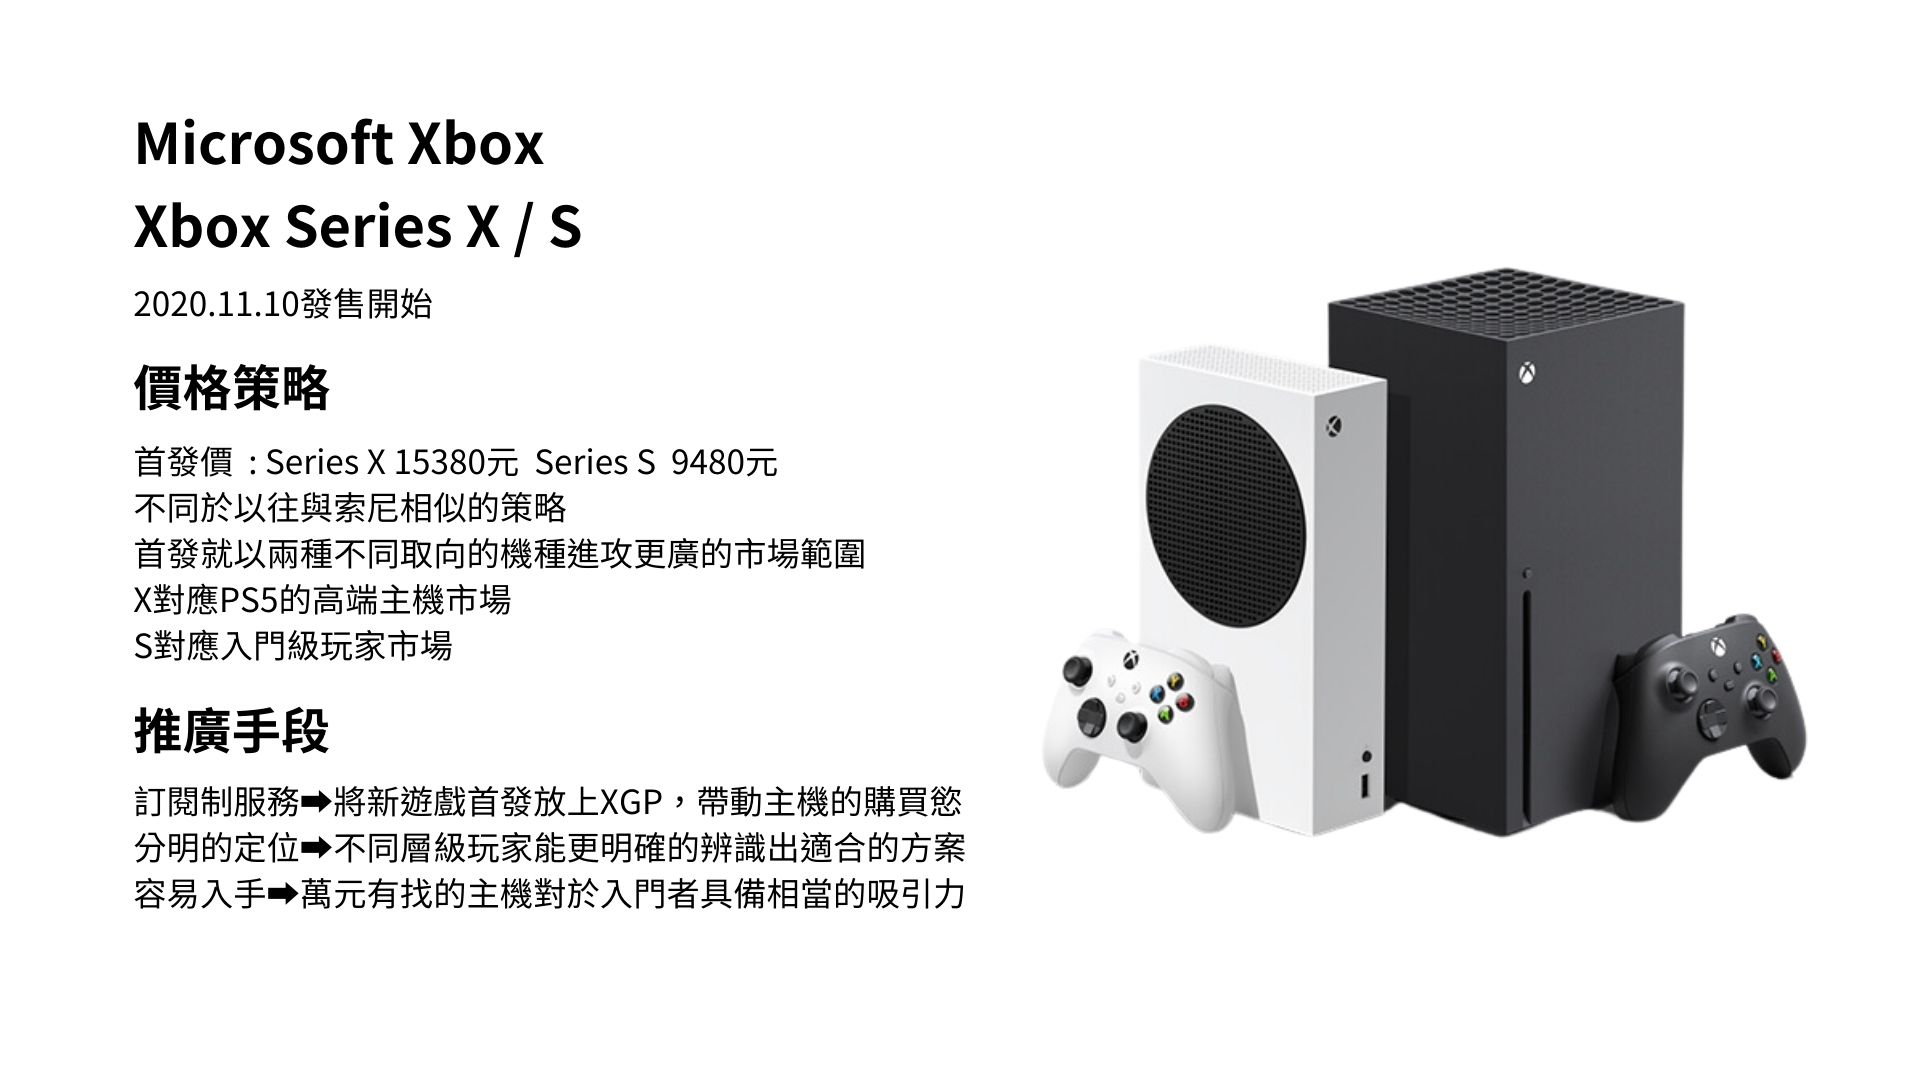 Microsoft Xbox
Xbox Series X / S
2020.11.10發售開始
價格策略
首發價 : Series X 15380元  Series S  9480元
不同於以往與索尼相似的策略
首發就以兩種不同取向的機種進攻更廣的市場範圍
X對應PS5的高端主機市場
S對應入門級玩家市場
推廣手段
訂閱制服務➡將新遊戲首發放上XGP，帶動主機的購買慾
分明的定位➡不同層級玩家能更明確的辨識出適合的方案
容易入手➡萬元有找的主機對於入門者具備相當的吸引力